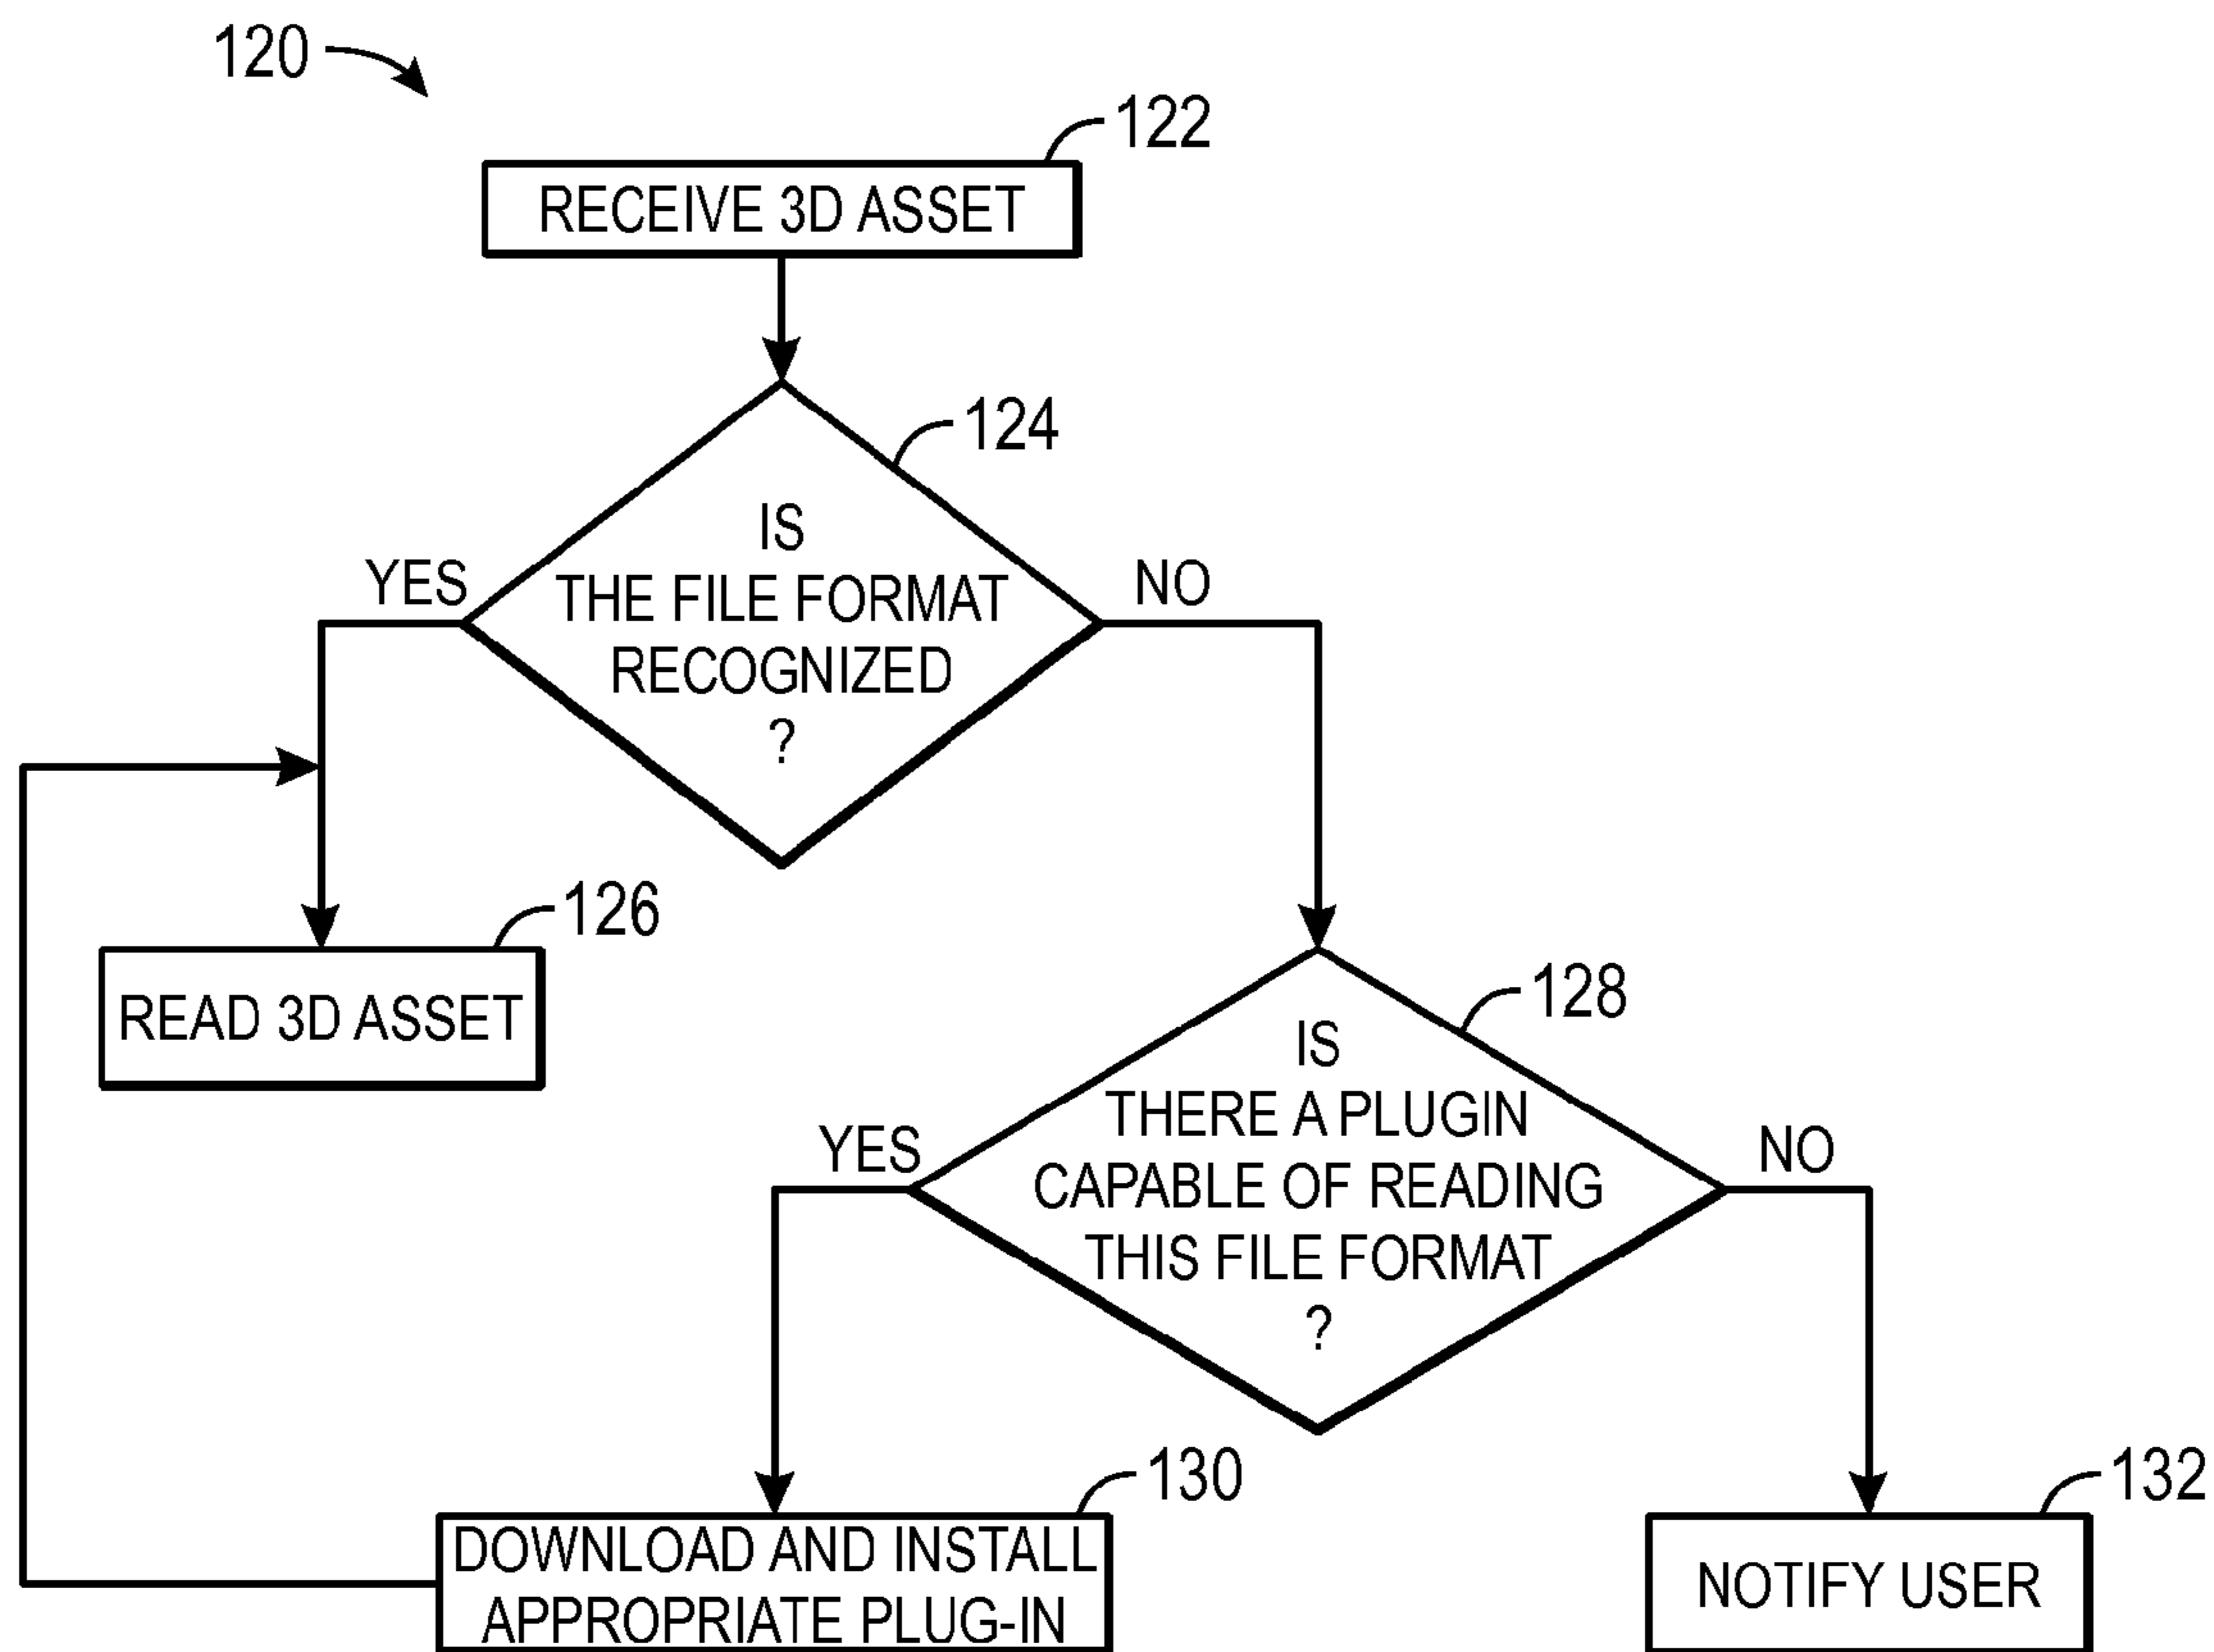 120
122
RECEIVE 3D ASSET
124
IS
THE FILE FORMAT
RECOGNIZED
?
YES
NO
126
READ 3D ASSET
128
IS
THERE A PLUGIN
CAPABLE OF READING
THIS FILE FORMAT
?
YES
NO
130
DOWNLOAD AND INSTALL
APPROPRIATE PLUG-IN
132
NOTIFY USER